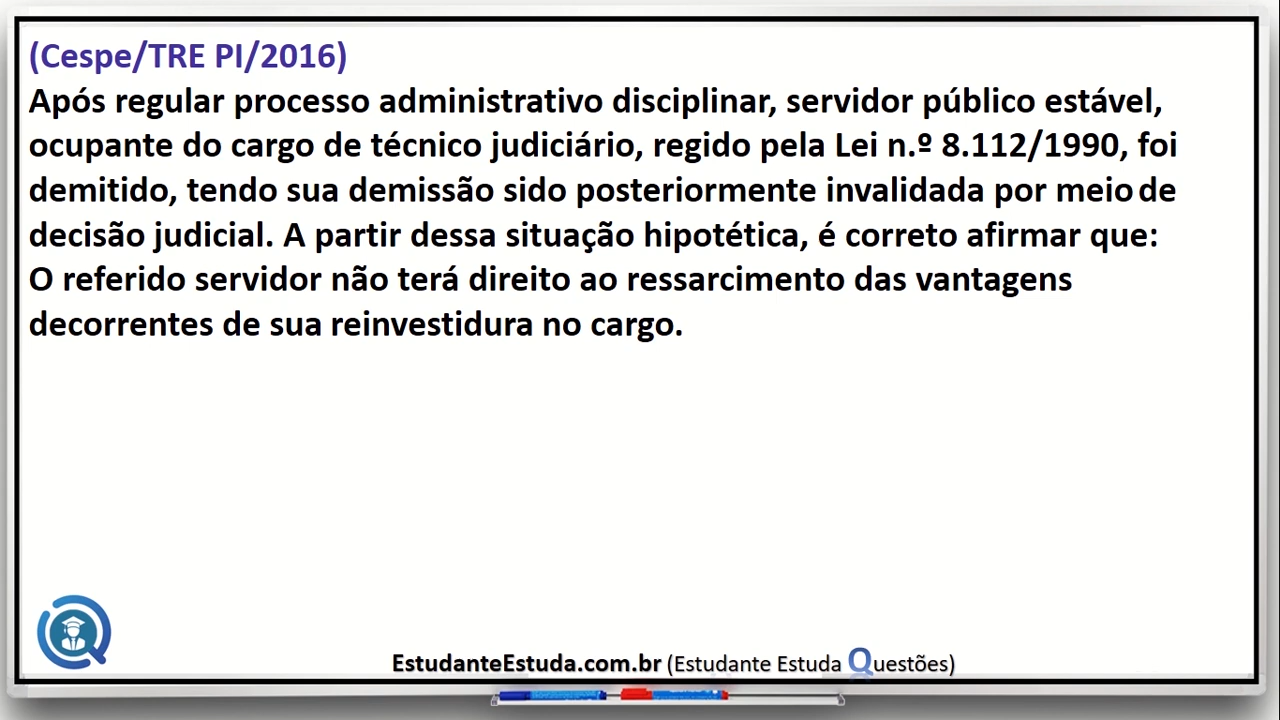 (Cespe/TRE PI/2016)
Após regular processo administrativo disciplinar, servidor público estável,
ocupante do cargo de técnico judiciário, regido pela Lei n.º 8.112/1990, foi
demitido, tendo sua demissão sido posteriormente invalidada por meio de
decisão judicial. A partir dessa situação hipotética, é correto afirmar que:
O referido servidor não terá direito ao ressarcimento das vantagens
decorrentes de sua reinvestidura no cargo.
EstudanteEstuda.com.br (Estudante Estuda Questões)